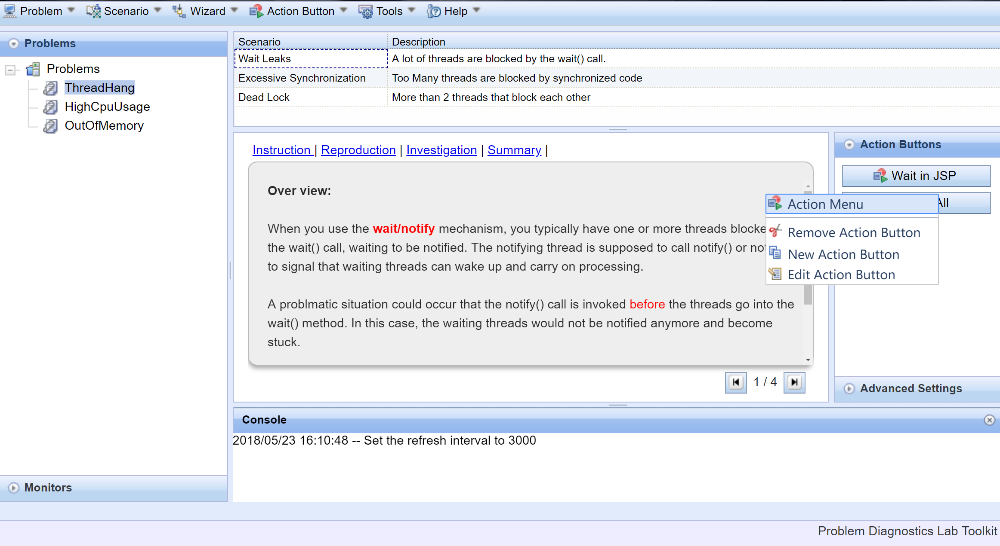 Problem Scenario Wizard Action Button Tools Help
Problems
Problems
ThreadHang
HighCpuUsage
OutOfMemory
Monitors
Scenario Description
Wait Leaks A lot of threads are blocked by the wait() call.
Excessive Synchronization Too Many threads are blocked by synchronized code
Dead Lock More than 2 threads that block each other
Instruction | Reproduction | Investigation | Summary |
Over view:
When you use the wait/notify mechanism, you typically have one or more threads blocke
the wait() call, waiting to be notified. The notifying thread is supposed to call notify() or no
to signal that waiting threads can wake up and carry on processing.
A problmatic situation could occur that the notify() call is invoked before the threads go into the
wait() method. In this case, the waiting threads would not be notified anymore and become
stuck.
1 / 4
Action Buttons
Wait in JSP
All
Action Menu
Remove Action Button
New Action Button
Edit Action Button
Advanced Settings
Console
2018/05/23 16:10:48 -- Set the refresh interval to 3000
Problem Diagnostics Lab Toolkit